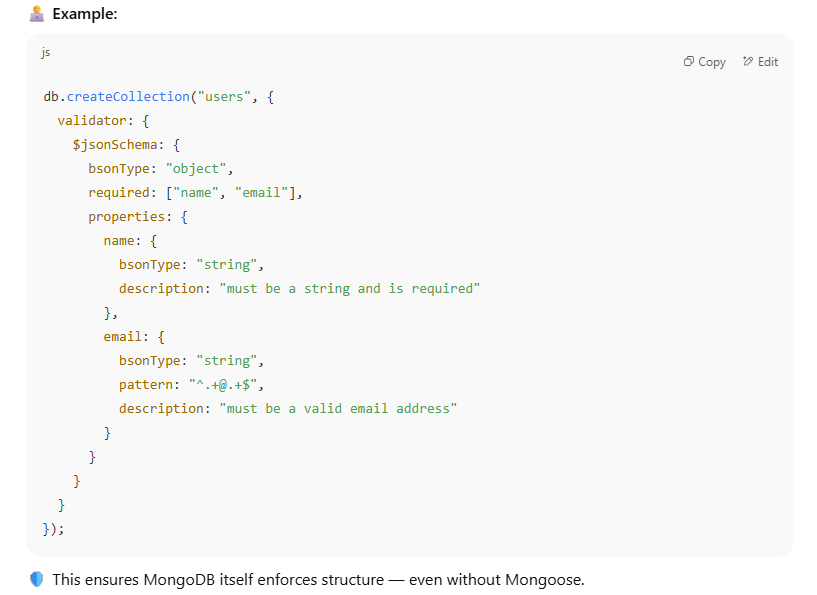 🧑‍💻 Example:
js
Copy Edit
db.createCollection("users", {
  validator: {
    $jsonSchema: {
      bsonType: "object",
      required: ["name", "email"],
      properties: {
        name: {
          bsonType: "string",
          description: "must be a string and is required"
        },
        email: {
          bsonType: "string",
          pattern: "^.+@.+$",
          description: "must be a valid email address"
        }
      }
    }
  }
});
🛡️ This ensures MongoDB itself enforces structure — even without Mongoose.